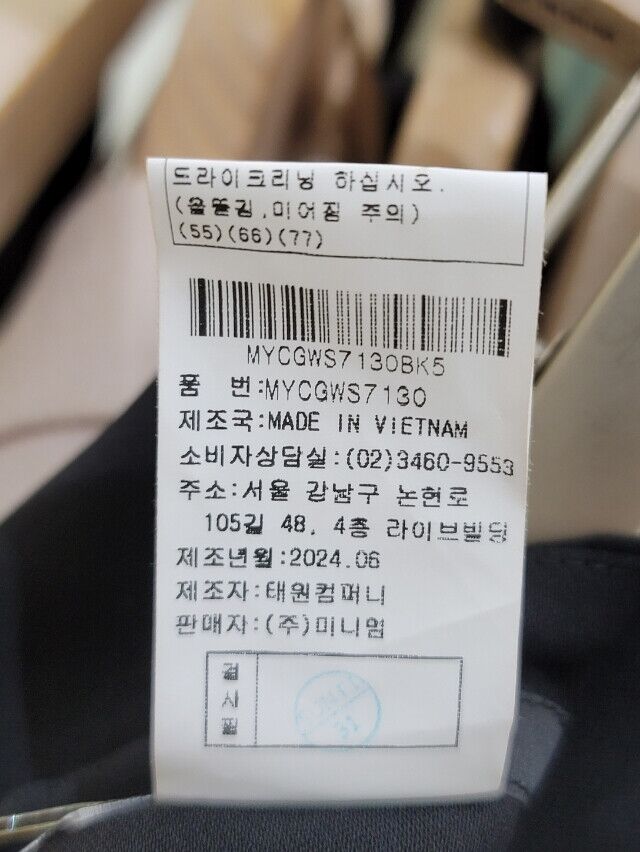 드라이크리닝 하십시오.
(올뜯김,미어짐 주의)
(55)(66)(77)
MYCGWS7130BK5
품 번:MYCGWS7130
제조국:MADE IN VIETNAM
소비자상담실:(02)3460-9553
주소:서울 강남구 논현로
105길 48, 4층 라이브빌딩
제조년월:2024.06
제조자:태원컴퍼니
판매자:(주)미니멈
검
사
필
31